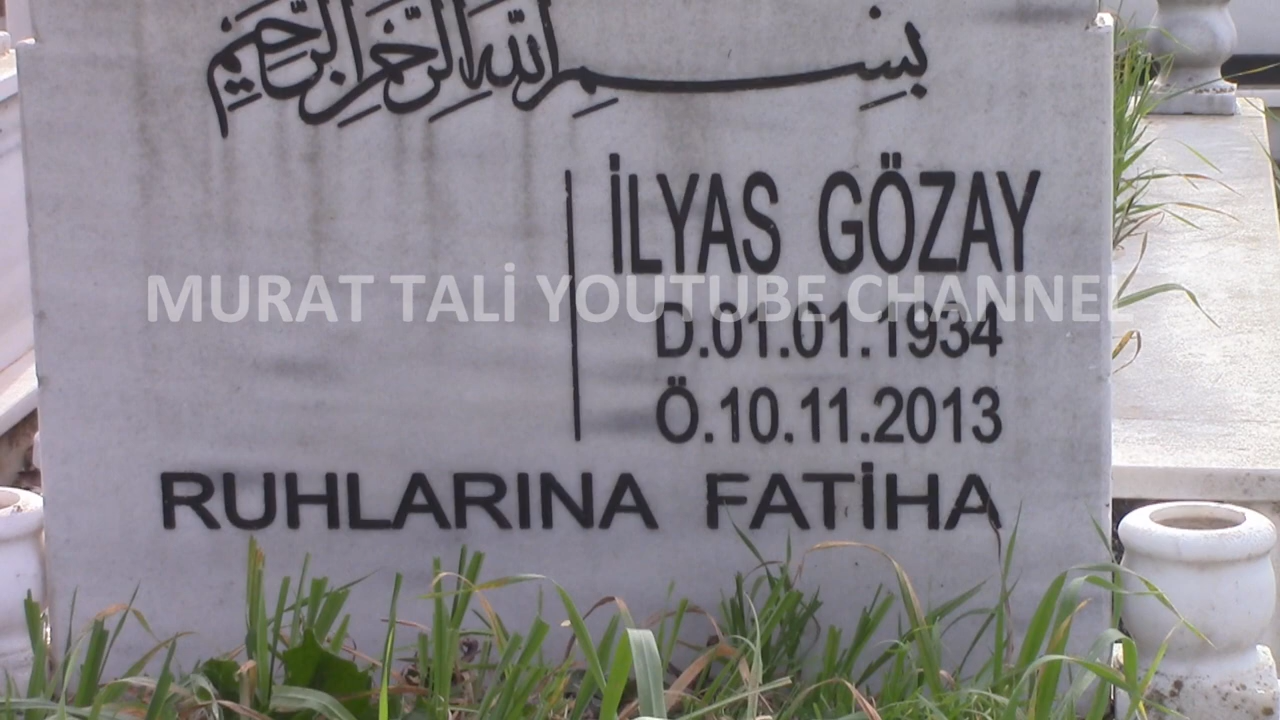 بسم الله الرحمن الرحيم
İLYAS GÖZAY
MURAT TALİ YOUTUBE CHANNEL
D.01.01.1934
Ö.10.11.2013
RUHLARINA FATİHA